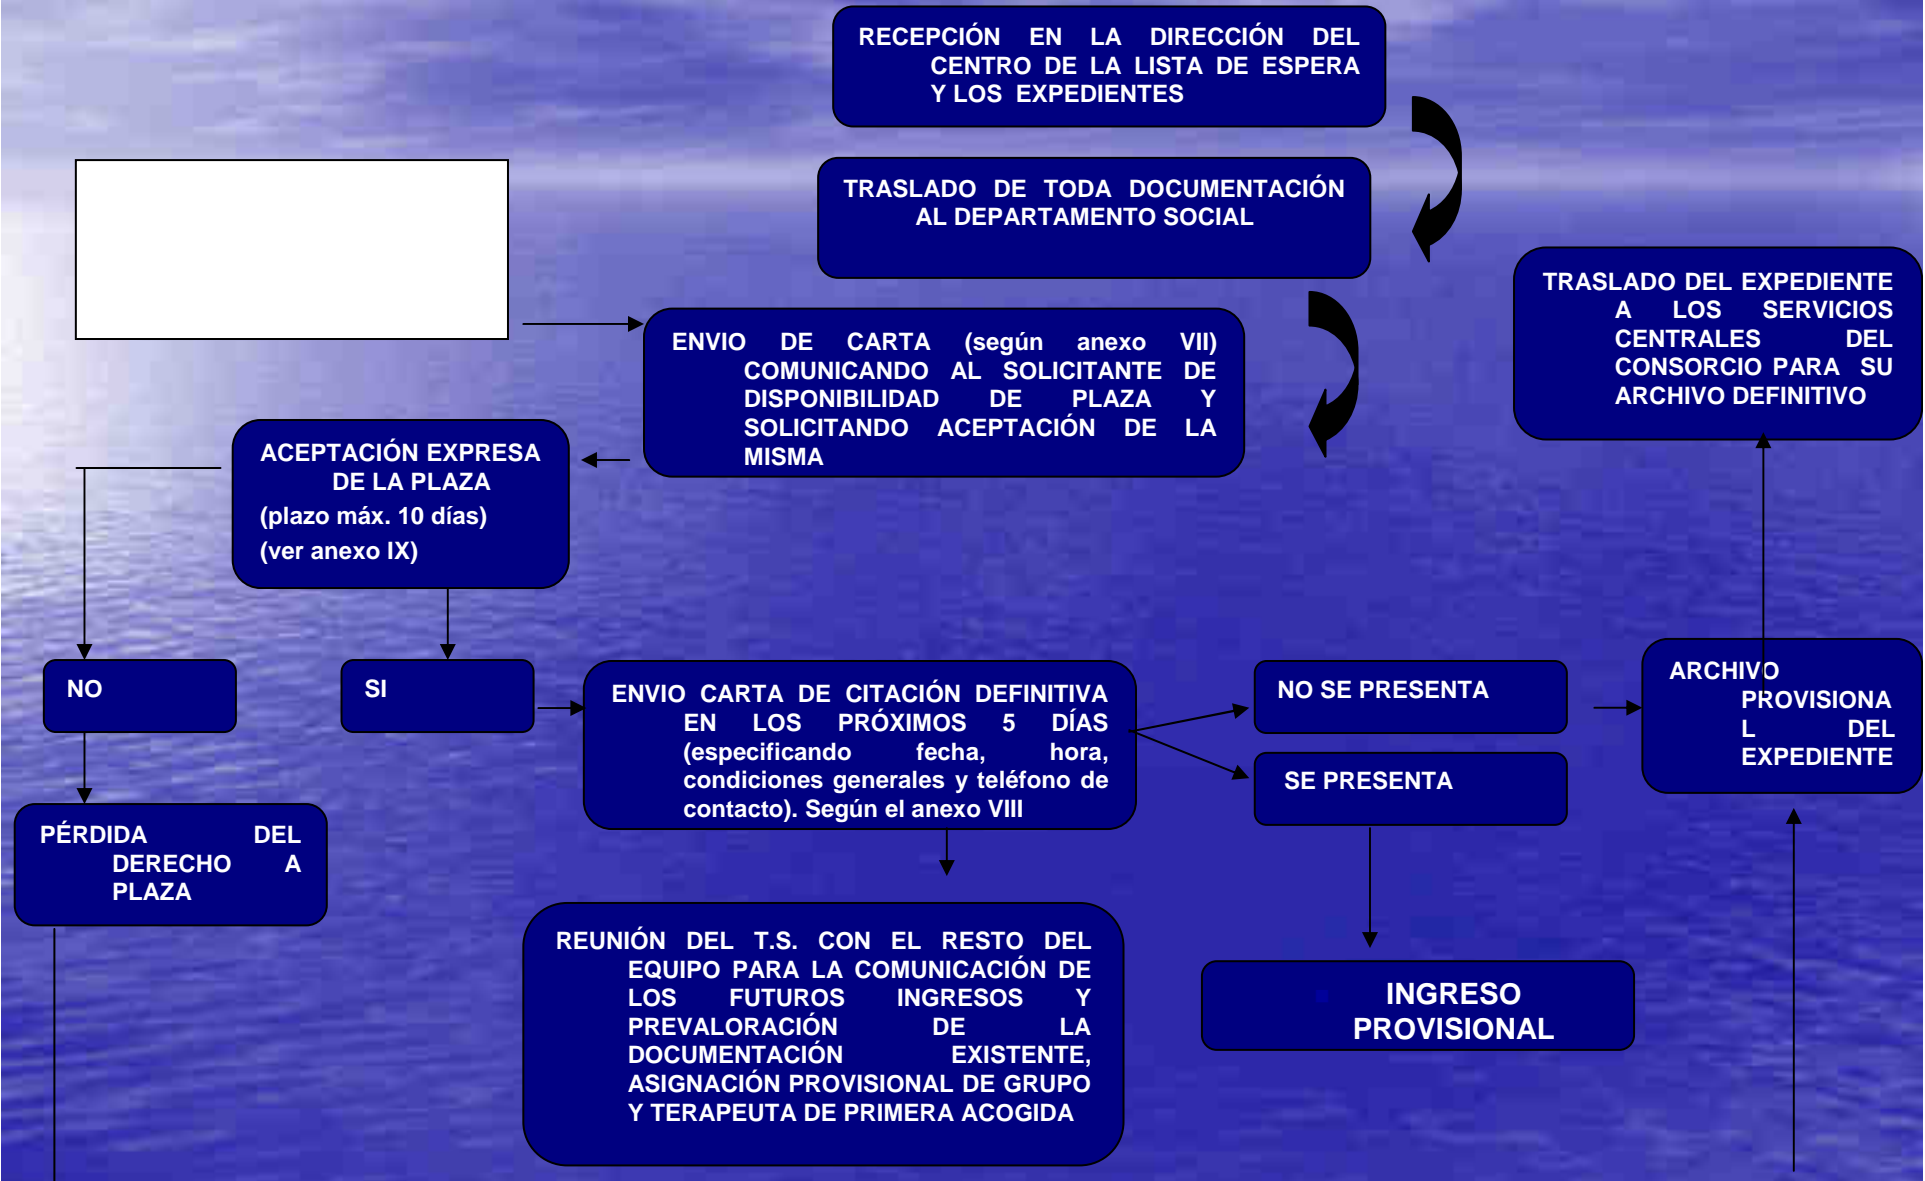 RECEPCIÓN EN LA DIRECCIÓN DEL
CENTRO DE LA LISTA DE ESPERA
Y LOS EXPEDIENTES
TRASLADO DE TODA DOCUMENTACIÓN
AL DEPARTAMENTO SOCIAL
TRASLADO DEL EXPEDIENTE
A LOS SERVICIOS
CENTRALES DEL
CONSORCIO PARA SU
ARCHIVO DEFINITIVO
ENVIO DE CARTA (según anexo VII)
COMUNICANDO AL SOLICITANTE DE
DISPONIBILIDAD DE PLAZA Y
SOLICITANDO ACEPTACIÓN DE LA
MISMA
ACEPTACIÓN EXPRESA
DE LA PLAZA
(plazo máx. 10 días)
(ver anexo IX)
NO
SI
ENVIO CARTA DE CITACIÓN DEFINITIVA
EN LOS PRÓXIMOS 5 DÍAS
(especificando fecha, hora,
condiciones generales y teléfono de
contacto). Según el anexo VIII
NO SE PRESENTA
SE PRESENTA
ARCHIVO
PROVISIONA
L DEL
EXPEDIENTE
PÉRDIDA DEL
DERECHO A
PLAZA
REUNIÓN DEL T.S. CON EL RESTO DEL
EQUIPO PARA LA COMUNICACIÓN DE
LOS FUTUROS INGRESOS Y
PREVALORACIÓN DE LA
DOCUMENTACIÓN EXISTENTE,
ASIGNACIÓN PROVISIONAL DE GRUPO
Y TERAPEUTA DE PRIMERA ACOGIDA
INGRESO
PROVISIONAL